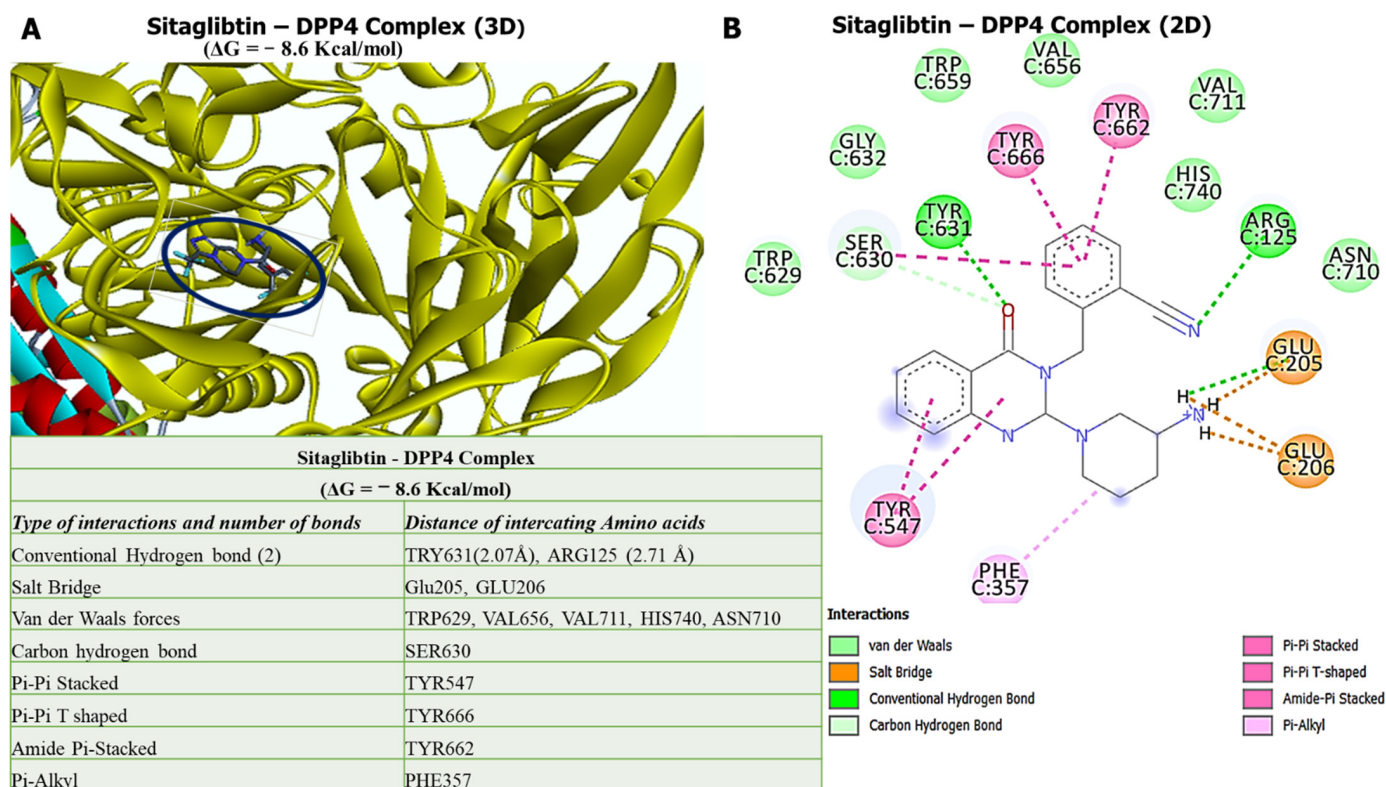 A
Sitaglibtin – DPP4 Complex (3D)
(ΔG = − 8.6 Kcal/mol)
Sitaglibtin - DPP4 Complex
(ΔG = − 8.6 Kcal/mol)
Type of interactions and number of bonds	Distance of intercating Amino acids
Conventional Hydrogen bond (2)	TRY631(2.07Å), ARG125 (2.71 Å)
Salt Bridge	Glu205, GLU206
Van der Waals forces	TRP629, VAL656, VAL711, HIS740, ASN710
Carbon hydrogen bond	SER630
Pi-Pi Stacked	TYR547
Pi-Pi T shaped	TYR666
Amide Pi-Stacked	TYR662
Pi-Alkyl	PHE357
B
Sitaglibtin – DPP4 Complex (2D)
VAL
C:656
TRP
C:659
VAL
C:711
TYR
C:662
TYR
C:666
GLY
C:632
HIS
C:740
TYR
C:631
ARG
C:125
SER
C:630
TRP
C:629
ASN
C:710
O
N
GLU
C:205
N
H
H
+N
H
N
N
GLU
C:206
TYR
C:547
PHE
C:357
Interactions
van der Waals
Salt Bridge
Conventional Hydrogen Bond
Carbon Hydrogen Bond
Pi-Pi Stacked
Pi-Pi T-shaped
Amide-Pi Stacked
Pi-Alkyl